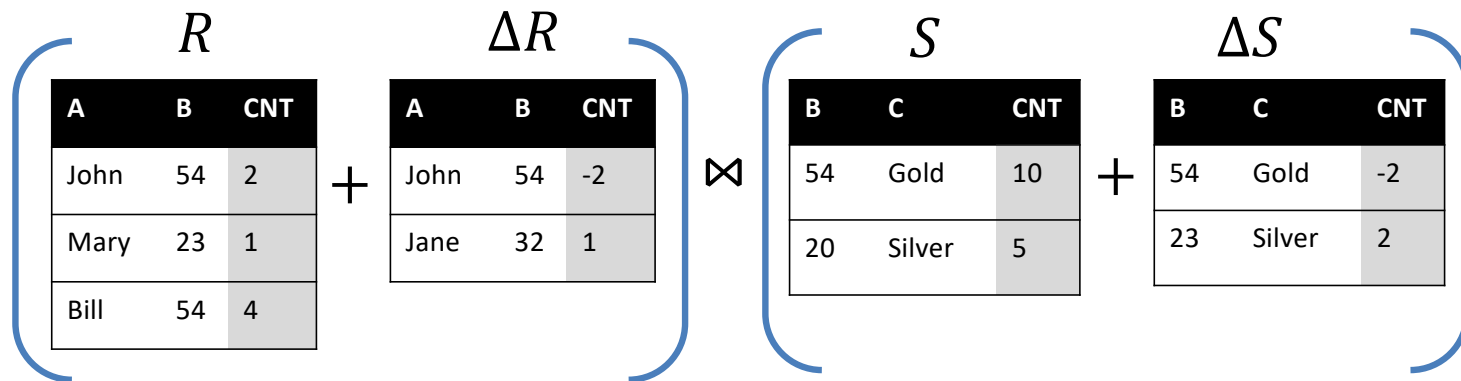 R ΔR S ΔS
A B CNT A B CNT B C CNT B C CNT
John 54 2 + John 54 -2 ⋈ 54 Gold 10 + 54 Gold -2
Mary 23 1 Jane 32 1 20 Silver 5 23 Silver 2
Bill 54 4